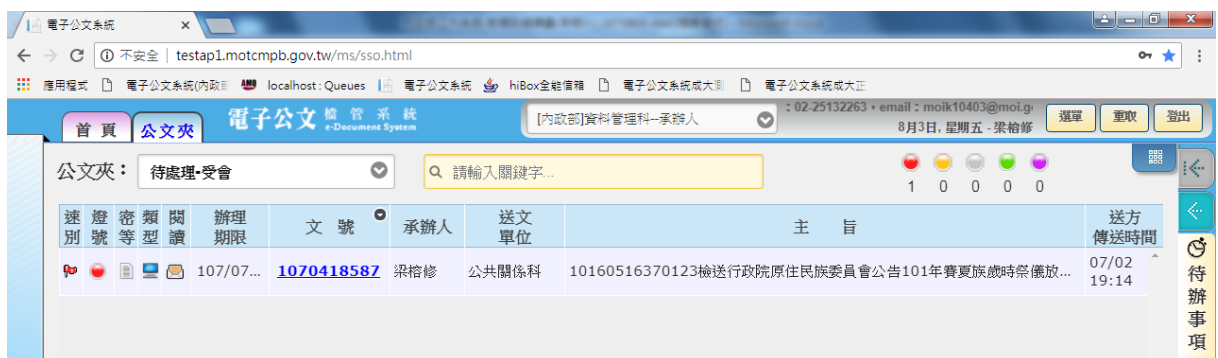 電子公文系統
不安全 | testap1.motcmpb.gov.tw/ms/sso.html
應用程式 電子公文系統(內政 localhost : Queues 電子公文系統 hiBox全能信箱 電子公文系統成大測 電子公文系統成大正
首頁 公文夾 電子公文 檔管系統 e-Document System [內政部]資料管理科--承辦人 : 02-25132263，email：moik10403@moi.g
8月3日, 星期五 - 梁榕修 選單 重取 登出
公文夾： 待處理-受會 請輸入關鍵字...
1 0 0 0 0
速別 燈號 密等 類型 閱讀 辦理期限 文 號 承辦人 送文單位 主 旨 送方傳送時間
107/07... 1070418587 梁榕修 公共關係科 10160516370123檢送行政院原住民族委員會公告101年賽夏族歲時祭儀放... 07/02 19:14
待辦事項